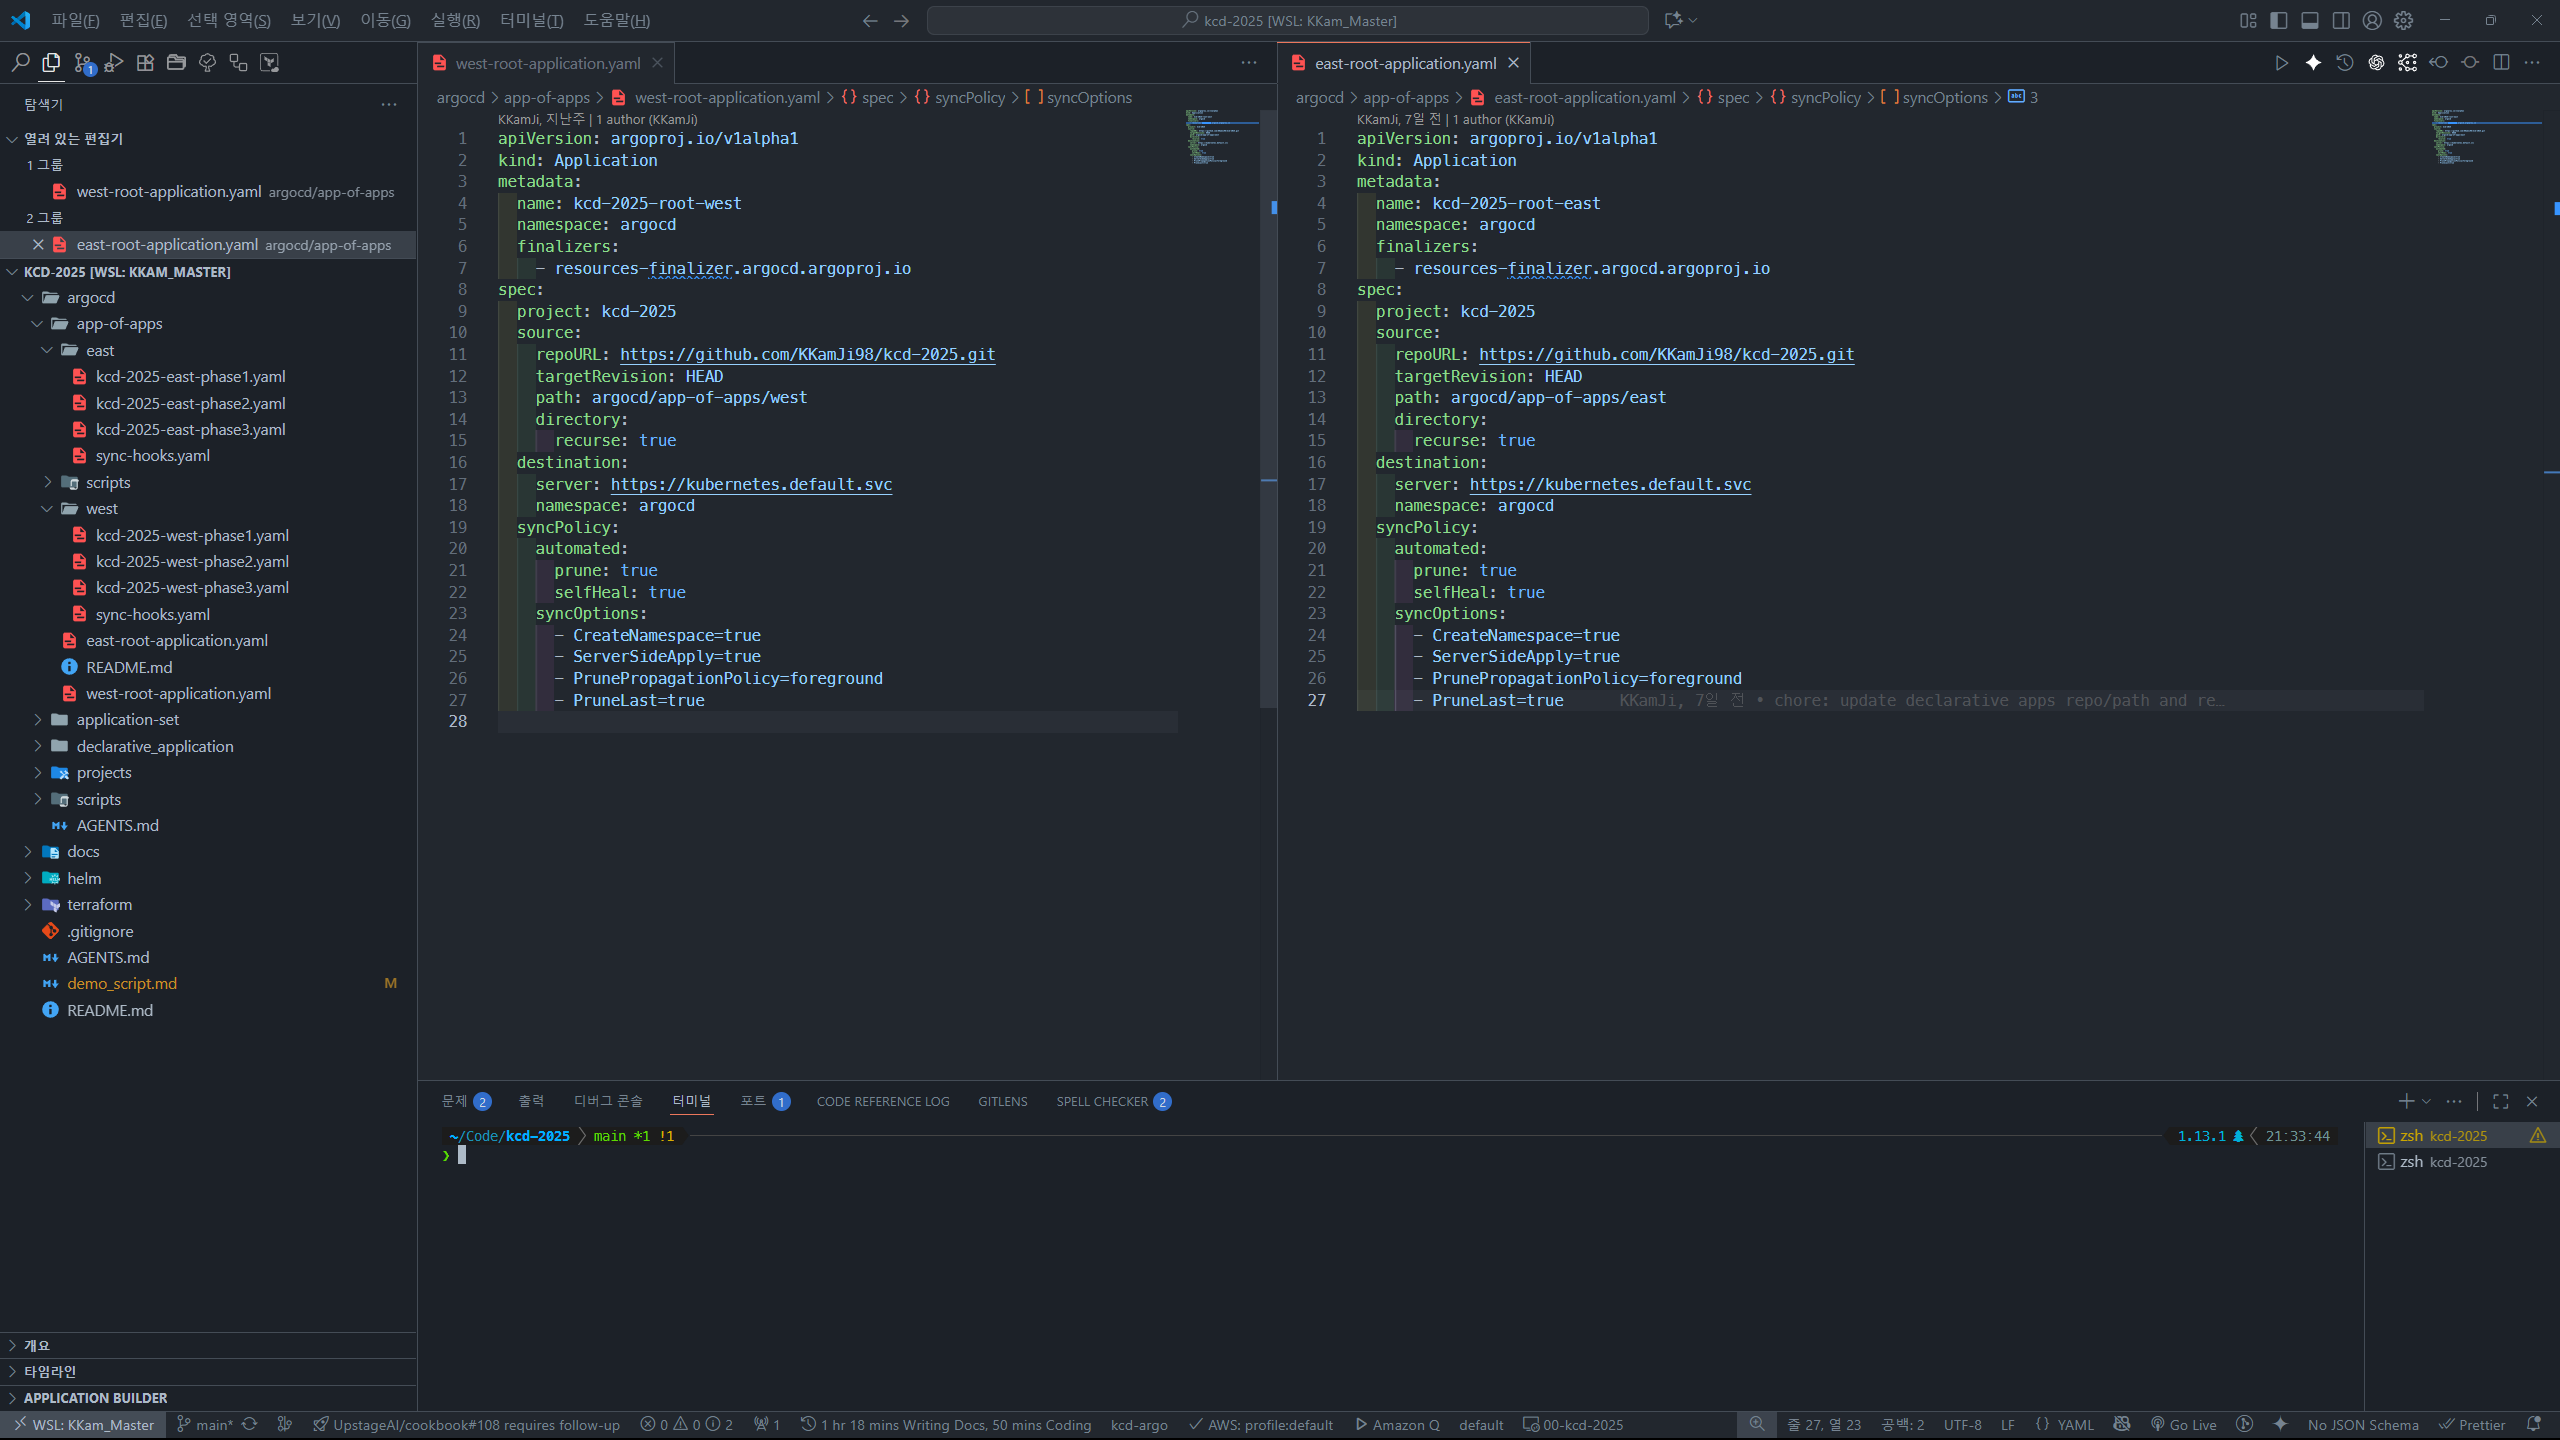 파일(F) 편집(E) 선택 영역(S) 보기(V) 이동(G) 실행(R) 터미널(T) 도움말(H)
kcd-2025 [WSL: KKam_Master]
1
탐색기
열려 있는 편집기
1 그룹
west-root-application.yaml argocd/app-of-apps
2 그룹
east-root-application.yaml argocd/app-of-apps
KCD-2025 [WSL: KKAM_MASTER]
argocd
app-of-apps
east
kcd-2025-east-phase1.yaml
kcd-2025-east-phase2.yaml
kcd-2025-east-phase3.yaml
sync-hooks.yaml
scripts
west
kcd-2025-west-phase1.yaml
kcd-2025-west-phase2.yaml
kcd-2025-west-phase3.yaml
sync-hooks.yaml
east-root-application.yaml
README.md
west-root-application.yaml
application-set
declarative_application
projects
scripts
AGENTS.md
docs
helm
terraform
.gitignore
AGENTS.md
demo_script.md M
README.md
개요
타임라인
APPLICATION BUILDER
west-root-application.yaml
argocd > app-of-apps > west-root-application.yaml > {} spec > {} syncPolicy > [ ] syncOptions
KKamJi, 지난주 | 1 author (KKamJi)
1 apiVersion: argoproj.io/v1alpha1
2 kind: Application
3 metadata:
4 name: kcd-2025-root-west
5 namespace: argocd
6 finalizers:
7 - resources-finalizer.argocd.argoproj.io
8 spec:
9 project: kcd-2025
10 source:
11 repoURL: https://github.com/KKamJi98/kcd-2025.git
12 targetRevision: HEAD
13 path: argocd/app-of-apps/west
14 directory:
15 recurse: true
16 destination:
17 server: https://kubernetes.default.svc
18 namespace: argocd
19 syncPolicy:
20 automated:
21 prune: true
22 selfHeal: true
23 syncOptions:
24 - CreateNamespace=true
25 - ServerSideApply=true
26 - PrunePropagationPolicy=foreground
27 - PruneLast=true
28
east-root-application.yaml
argocd > app-of-apps > east-root-application.yaml > {} spec > {} syncPolicy > [ ] syncOptions > abc 3
KKamJi, 7일 전 | 1 author (KKamJi)
1 apiVersion: argoproj.io/v1alpha1
2 kind: Application
3 metadata:
4 name: kcd-2025-root-east
5 namespace: argocd
6 finalizers:
7 - resources-finalizer.argocd.argoproj.io
8 spec:
9 project: kcd-2025
10 source:
11 repoURL: https://github.com/KKamJi98/kcd-2025.git
12 targetRevision: HEAD
13 path: argocd/app-of-apps/east
14 directory:
15 recurse: true
16 destination:
17 server: https://kubernetes.default.svc
18 namespace: argocd
19 syncPolicy:
20 automated:
21 prune: true
22 selfHeal: true
23 syncOptions:
24 - CreateNamespace=true
25 - ServerSideApply=true
26 - PrunePropagationPolicy=foreground
27 - PruneLast=true KKamJi, 7일 전 • chore: update declarative apps repo/path and re…
문제 2 출력 디버그 콘솔 터미널 포트 1 CODE REFERENCE LOG GITLENS SPELL CHECKER 2
~/Code/kcd-2025 > main *1 !1 1.13.1 < 21:33:44
❯
zsh kcd-2025
zsh kcd-2025
WSL: KKam_Master main* UpstageAI/cookbook#108 requires follow-up 0 0 2 1 1 hr 18 mins Writing Docs, 50 mins Coding kcd-argo AWS: profile:default Amazon Q default 00-kcd-2025 줄 27, 열 23 공백: 2 UTF-8 LF {} YAML Go Live No JSON Schema Prettier